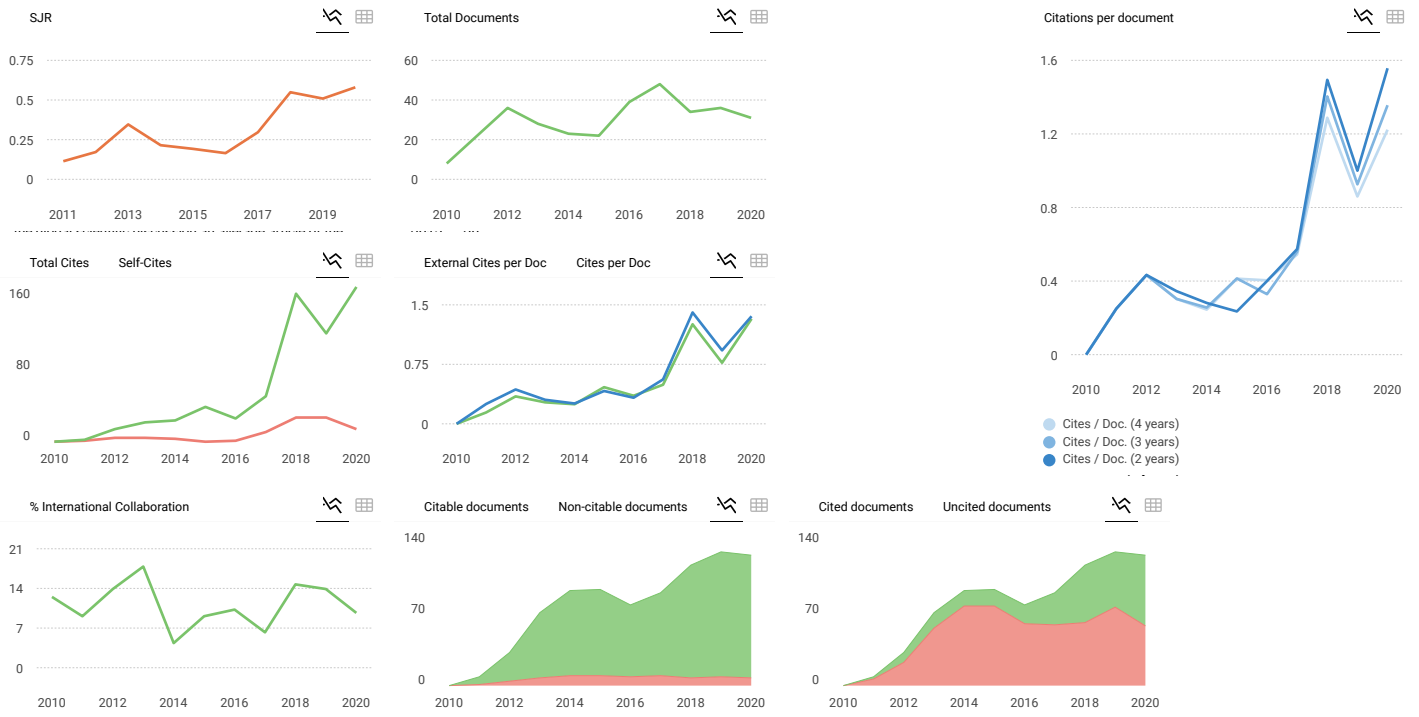 SJR
0.75
0.5
0.25
0
2011 2013 2015 2017 2019
Total Documents
60
40
20
0
2010 2012 2014 2016 2018 2020
Citations per document
1.6
1.2
0.8
0.4
0
2010 2012 2014 2016 2018 2020
Cites / Doc. (4 years)
Cites / Doc. (3 years)
Cites / Doc. (2 years)
Total Cites Self-Cites
160
80
0
2010 2012 2014 2016 2018 2020
External Cites per Doc Cites per Doc
1.5
0.75
0
2010 2012 2014 2016 2018 2020
% International Collaboration
21
14
7
0
2010 2012 2014 2016 2018 2020
Citable documents Non-citable documents
140
70
0
2010 2012 2014 2016 2018 2020
Cited documents Uncited documents
140
70
0
2010 2012 2014 2016 2018 2020